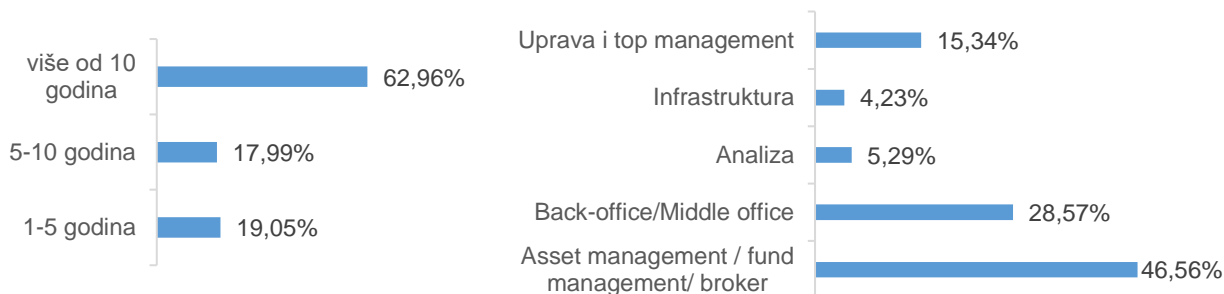 više od 10
godina
62,96%
5-10 godina
17,99%
1-5 godina
19,05%
Uprava i top management
15,34%
Infrastruktura
4,23%
Analiza
5,29%
Back-office/Middle office
28,57%
Asset management / fund
management/ broker
46,56%